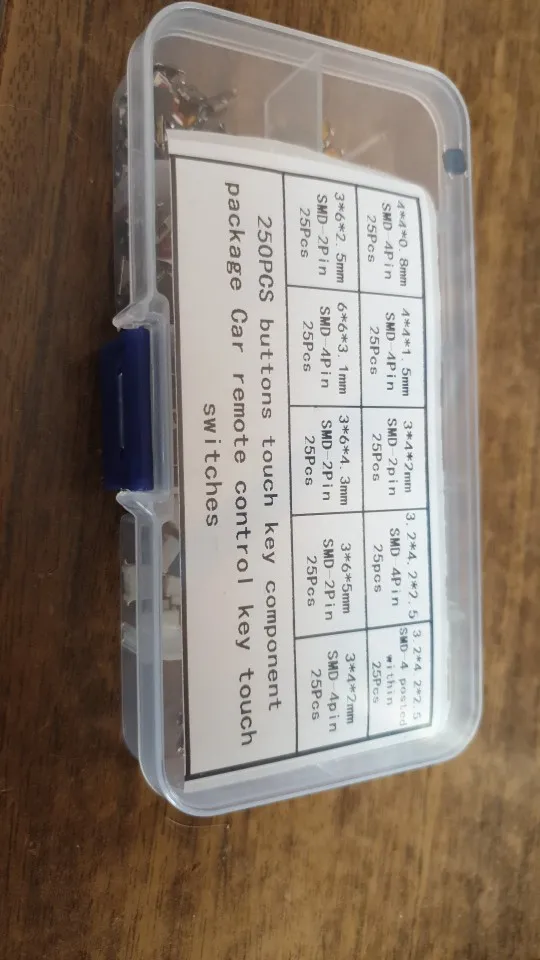 4*4*0.8mm
SMD-4Pin
25Pcs
4*4*1.5mm
SMD-4Pin
25Pcs
3*4*2mm
SMD-2pin
25Pcs
3.2*4.2*2.5
SMD 4Pin
25pcs
3.2*4.2*2.5
SMD-4 posted
within
25Pcs
3*6*2.5mm
SMD-2Pin
25Pcs
6*6*3.1mm
SMD-4Pin
25Pcs
3*6*4.3mm
SMD-2Pin
25Pcs
3*6*5mm
SMD-2Pin
25Pcs
3*4*2mm
SMD-4pin
25Pcs
250PCS buttons touch key component
package Car remote control key touch
switches